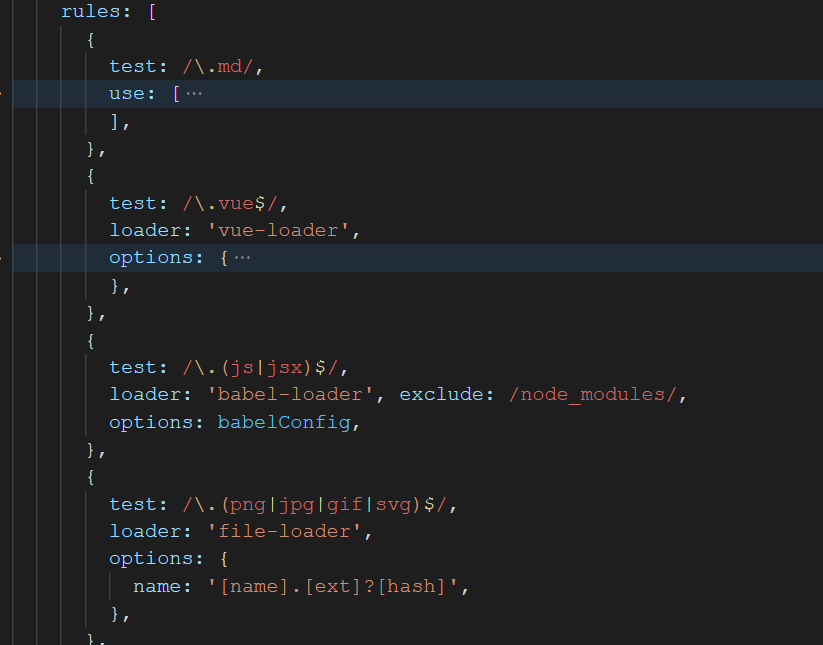 rules: [
{
test: /\.md/,
use: [···
],
},
{
test: /\.vue$/,
loader: 'vue-loader',
options: {···
},
},
{
test: /\.(js|jsx)$/,
loader: 'babel-loader', exclude: /node_modules/,
options: babelConfig,
},
{
test: /\.(png|jpg|gif|svg)$/,
loader: 'file-loader',
options: {
name: '[name].[ext]?[hash]',
},
},